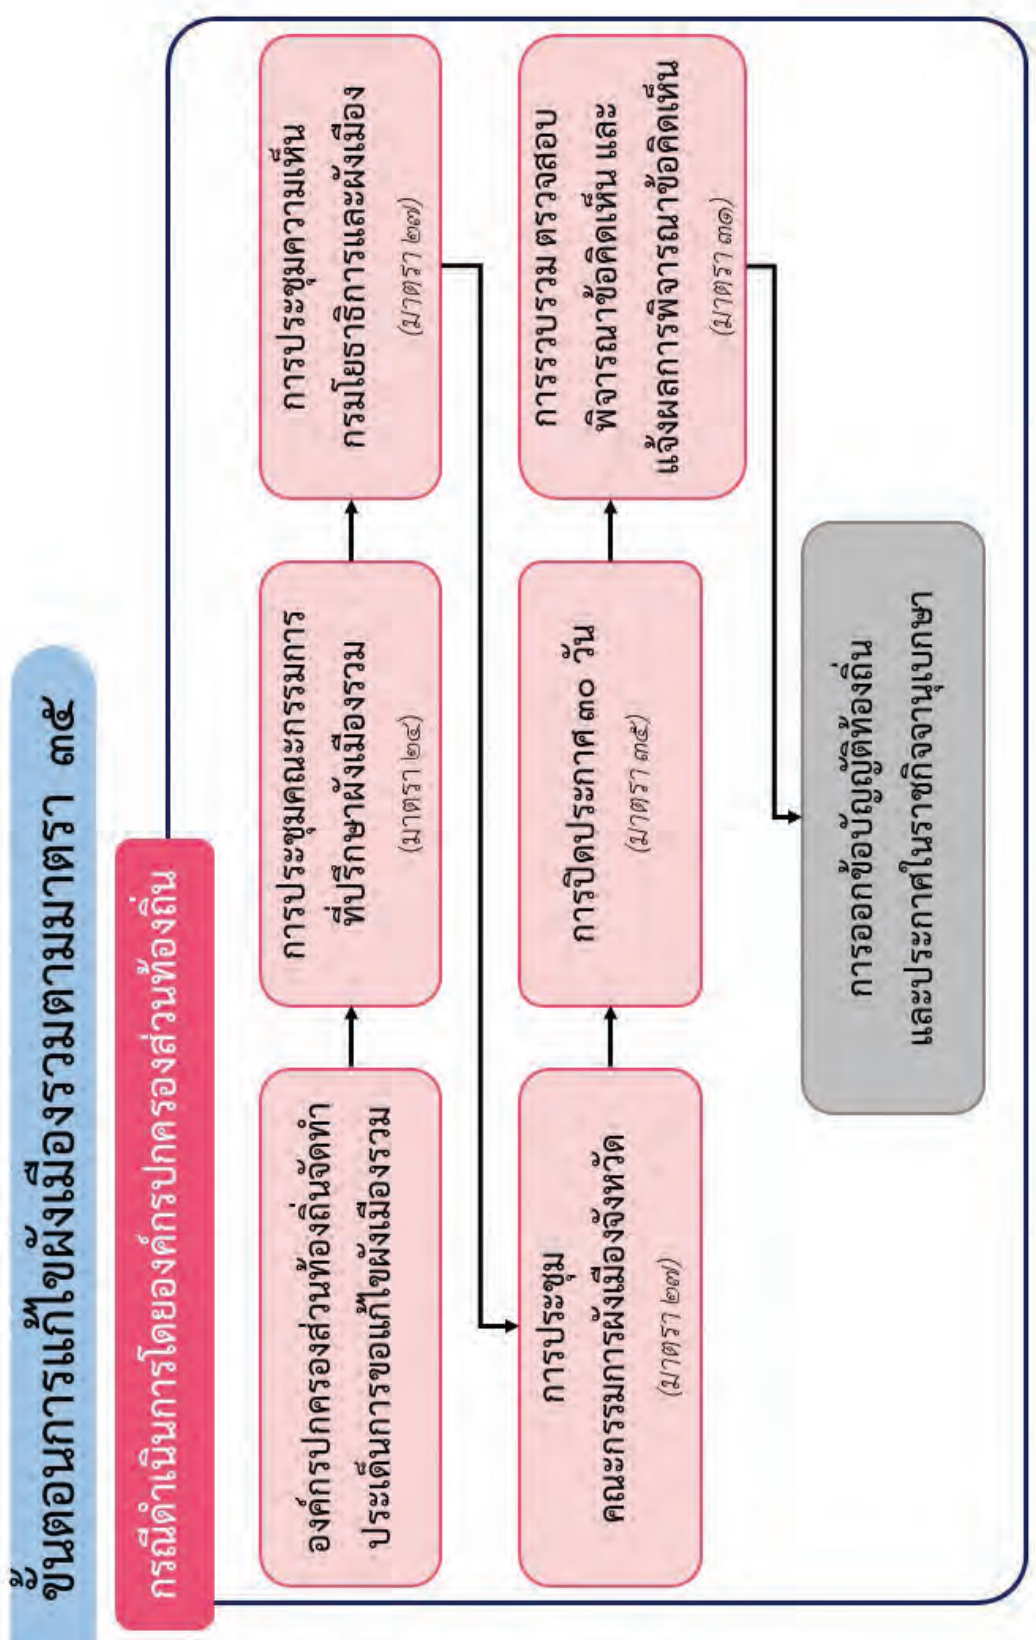 ขั้นตอนการแก้ไขผังเมืองรวมตามมาตรา ๓๕
กรณีดำเนินการโดยองค์กรปกครองส่วนท้องถิ่น
องค์กรปกครองส่วนท้องถิ่นจัดทำ
ประเด็นการขอแก้ไขผังเมืองรวม
การประชุมคณะกรรมการ
ที่ปรึกษาผังเมืองรวม
(มาตรา ๒๔)
การประชุมความเห็น
กรมโยธาธิการและผังเมือง
(มาตรา ๒๗)
การประชุม
คณะกรรมการผังเมืองจังหวัด
(มาตรา ๒๗)
การปิดประกาศ ๓๐ วัน
(มาตรา ๓๕)
การรวบรวม ตรวจสอบ
พิจารณาข้อคิดเห็น และ
แจ้งผลการพิจารณาข้อคิดเห็น
(มาตรา ๓๑)
การออกข้อบัญญัติท้องถิ่น
และประกาศในราชกิจจานุเบกษา